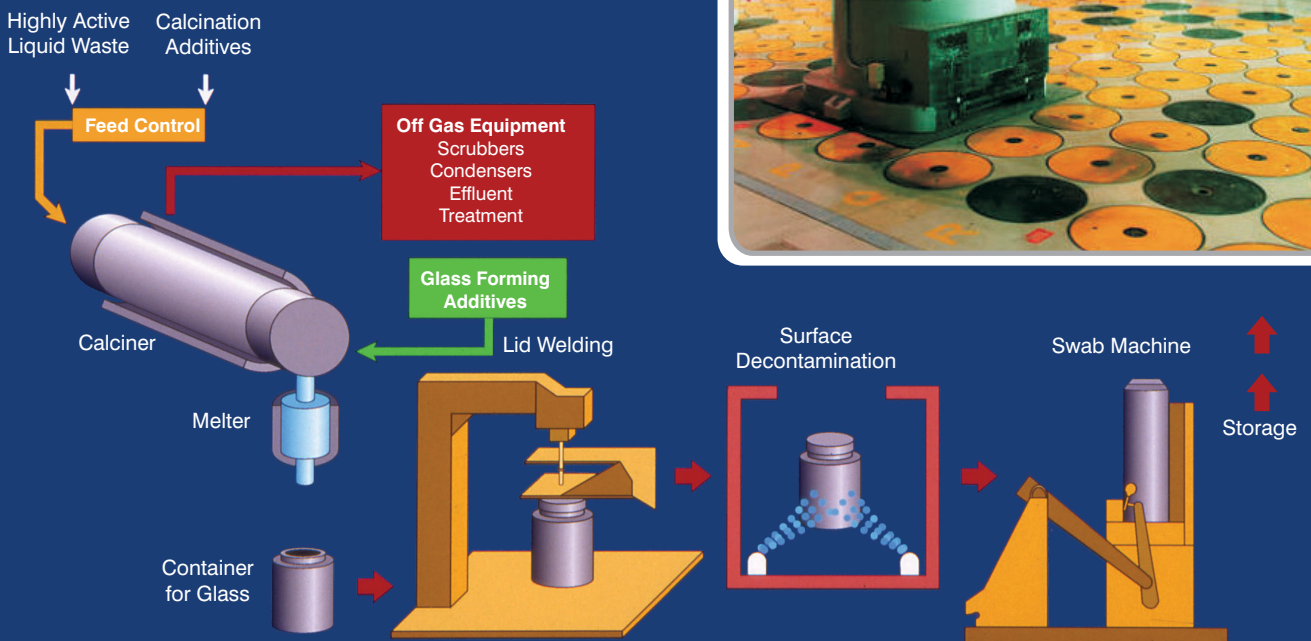 Highly Active
Liquid Waste
Calcination
Additives
Feed Control
Off Gas Equipment
Scrubbers
Condensers
Effluent
Treatment
Glass Forming
Additives
Calciner
Lid Welding
Surface
Decontamination
Swab Machine
Melter
Storage
Container
for Glass